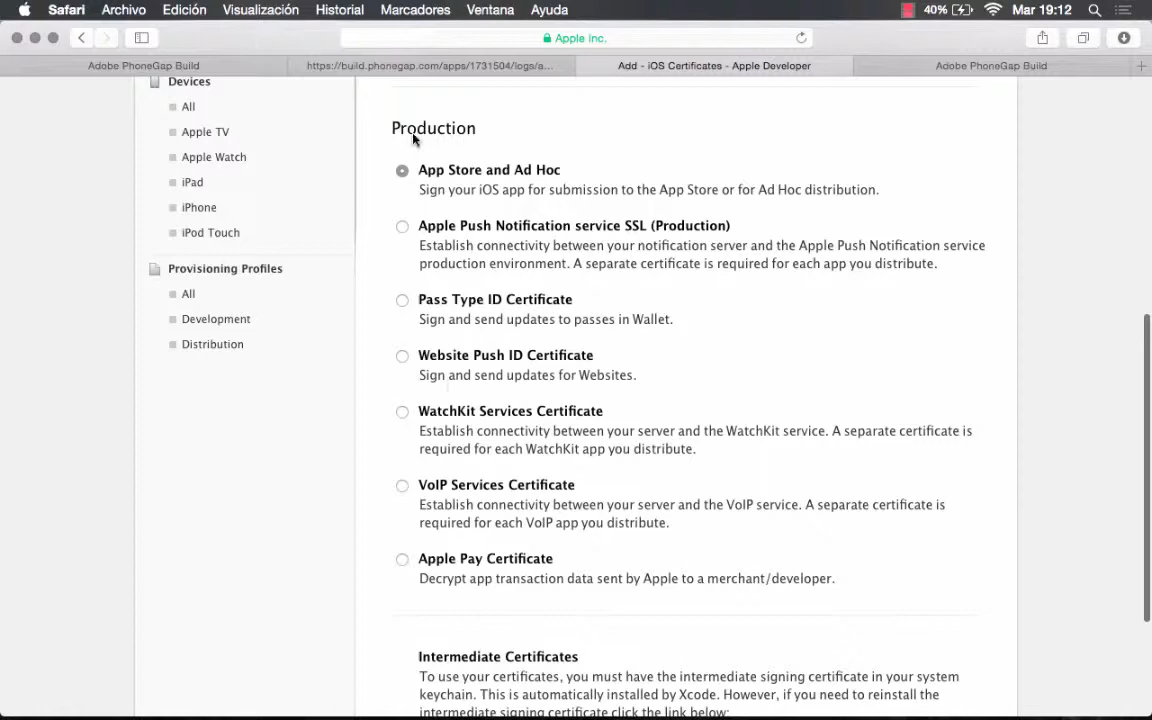 Safari Archivo Edición Visualización Historial Marcadores Ventana Ayuda 40% Mar 19:12
Apple Inc.
Adobe PhoneGap Build https://build.phonegap.com/apps/1731504/logs/a... Add - iOS Certificates - Apple Developer Adobe PhoneGap Build
Devices
All
Apple TV
Apple Watch
iPad
iPhone
iPod Touch
Provisioning Profiles
All
Development
Distribution
Production
App Store and Ad Hoc
Sign your iOS app for submission to the App Store or for Ad Hoc distribution.
Apple Push Notification service SSL (Production)
Establish connectivity between your notification server and the Apple Push Notification service
production environment. A separate certificate is required for each app you distribute.
Pass Type ID Certificate
Sign and send updates to passes in Wallet.
Website Push ID Certificate
Sign and send updates for Websites.
WatchKit Services Certificate
Establish connectivity between your server and the WatchKit service. A separate certificate is
required for each WatchKit app you distribute.
VoIP Services Certificate
Establish connectivity between your server and the VoIP service. A separate certificate is
required for each VoIP app you distribute.
Apple Pay Certificate
Decrypt app transaction data sent by Apple to a merchant/developer.
Intermediate Certificates
To use your certificates, you must have the intermediate signing certificate in your system
keychain. This is automatically installed by Xcode. However, if you need to reinstall the
intermediate signing certificate click the link below: